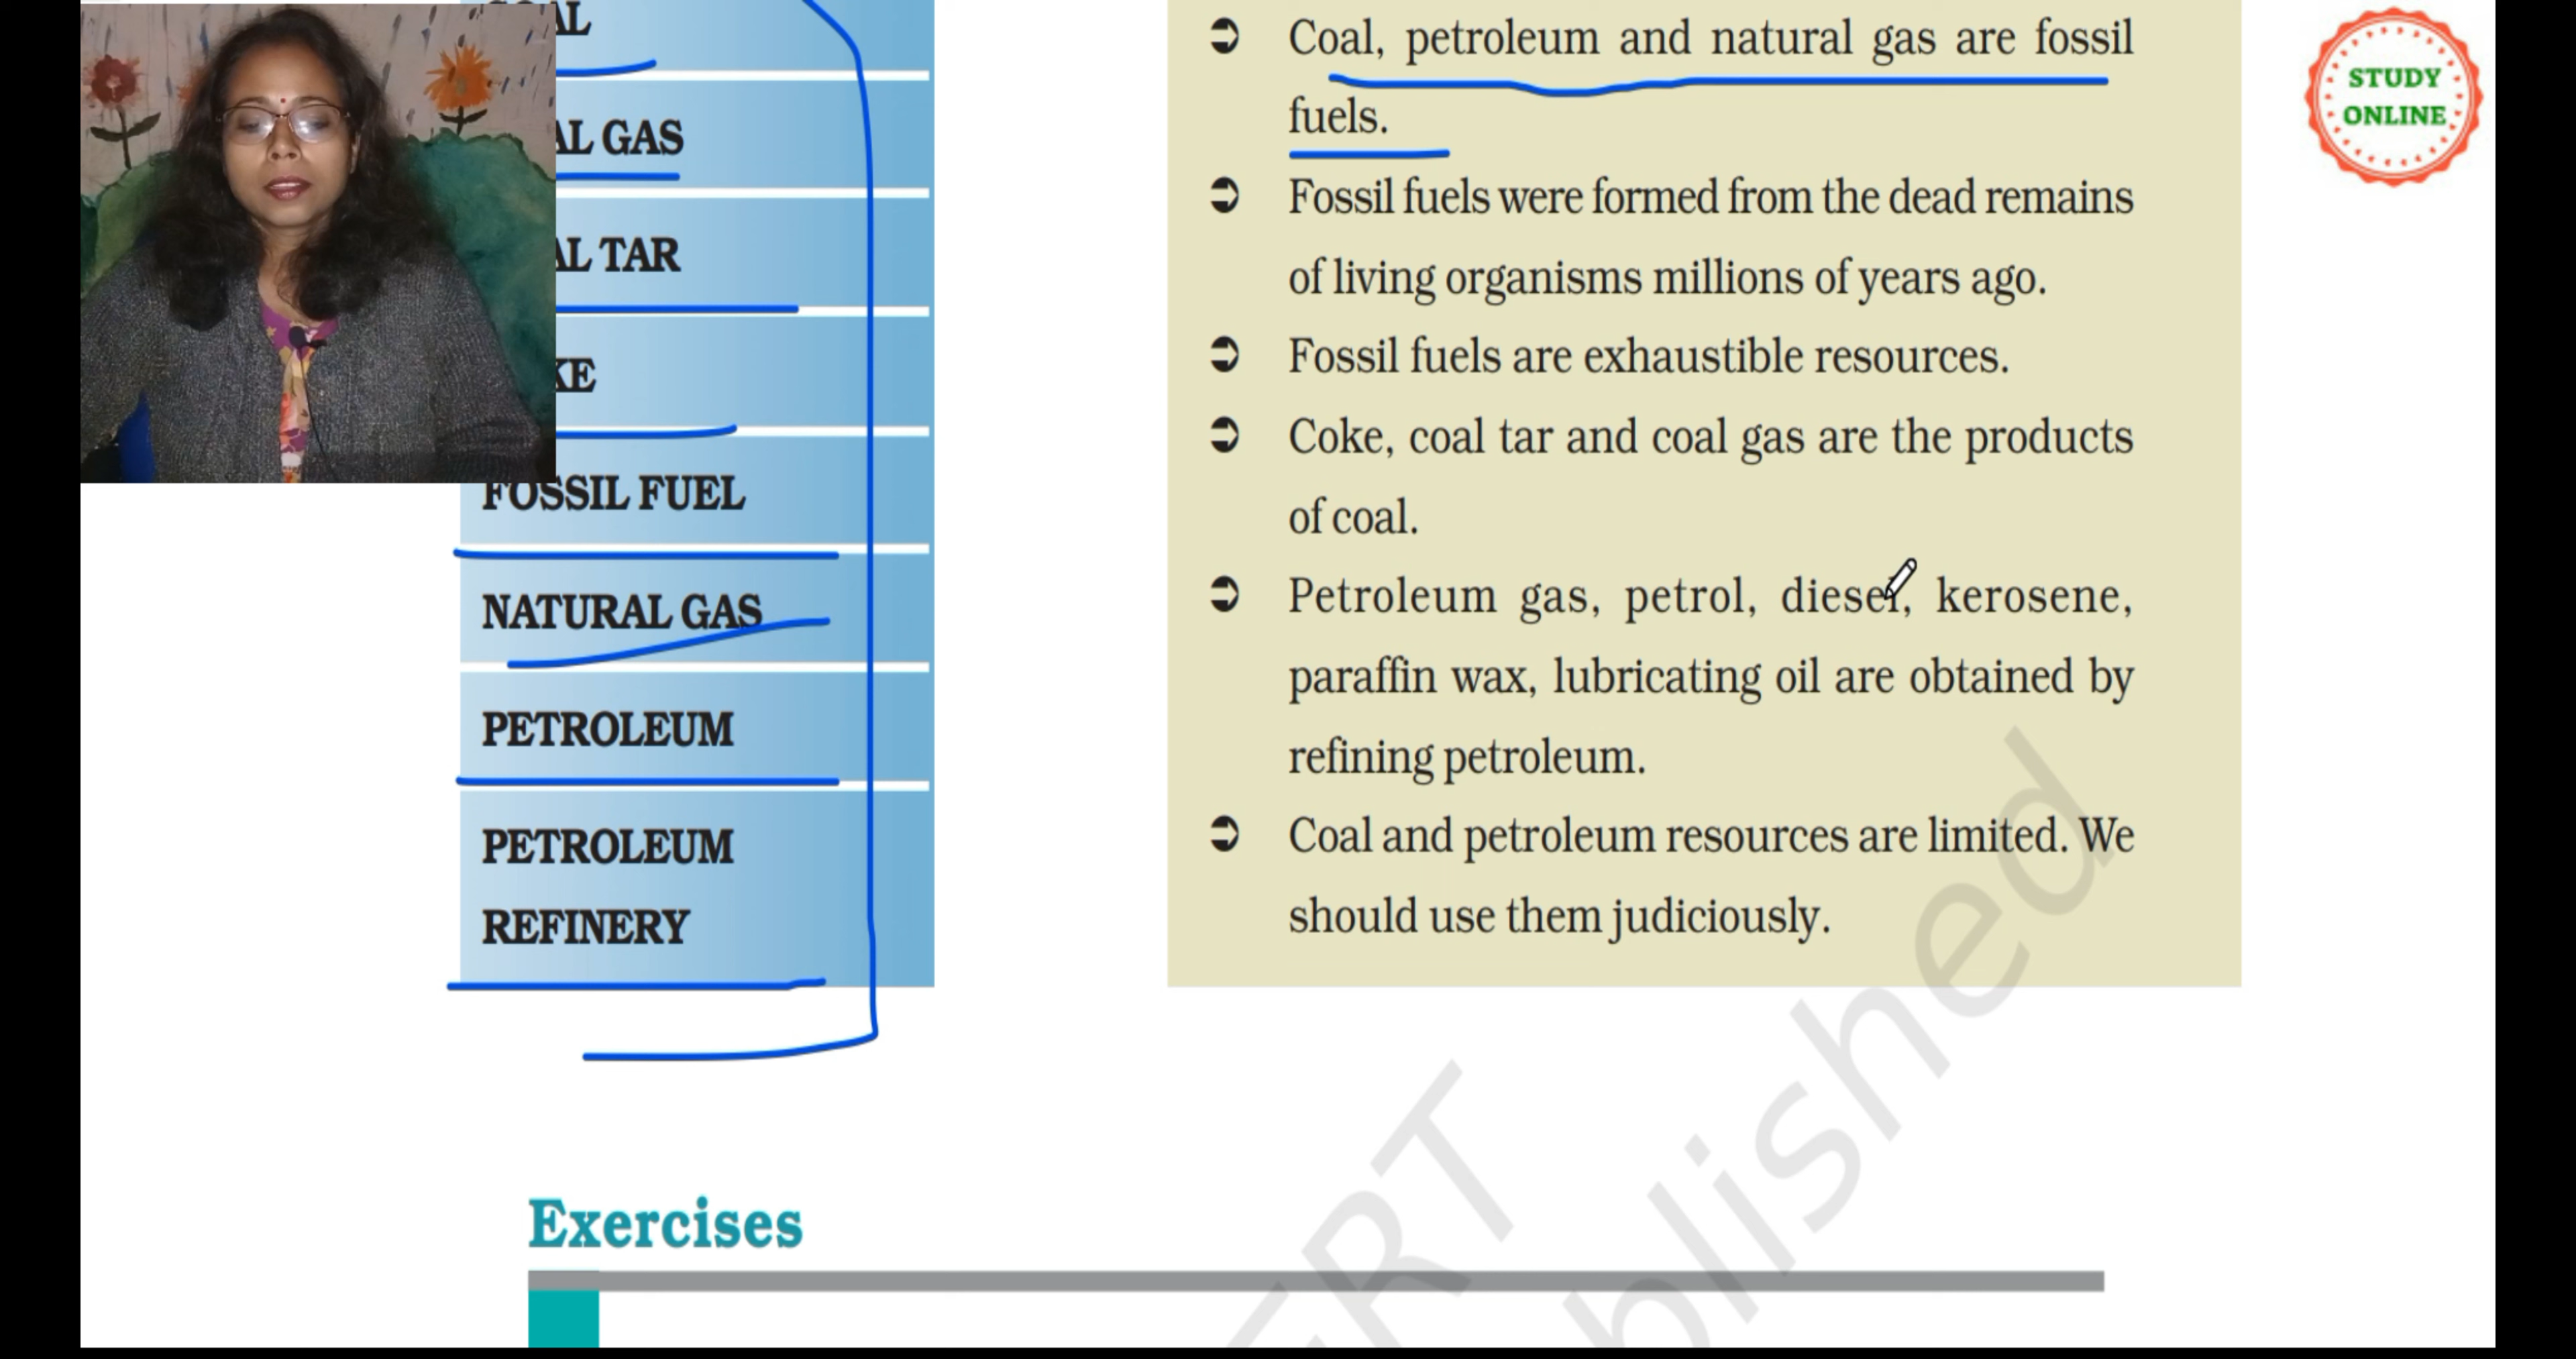 AL
AL GAS
AL TAR
KE
FOSSIL FUEL
NATURAL GAS
PETROLEUM
PETROLEUM
REFINERY
Coal, petroleum and natural gas are fossil
fuels.
Fossil fuels were formed from the dead remains
of living organisms millions of years ago.
Fossil fuels are exhaustible resources.
Coke, coal tar and coal gas are the products
of coal.
Petroleum gas, petrol, diesel, kerosene,
paraffin wax, lubricating oil are obtained by
refining petroleum.
Coal and petroleum resources are limited. We
should use them judiciously.
STUDY
ONLINE
Exercises
ERT
blished